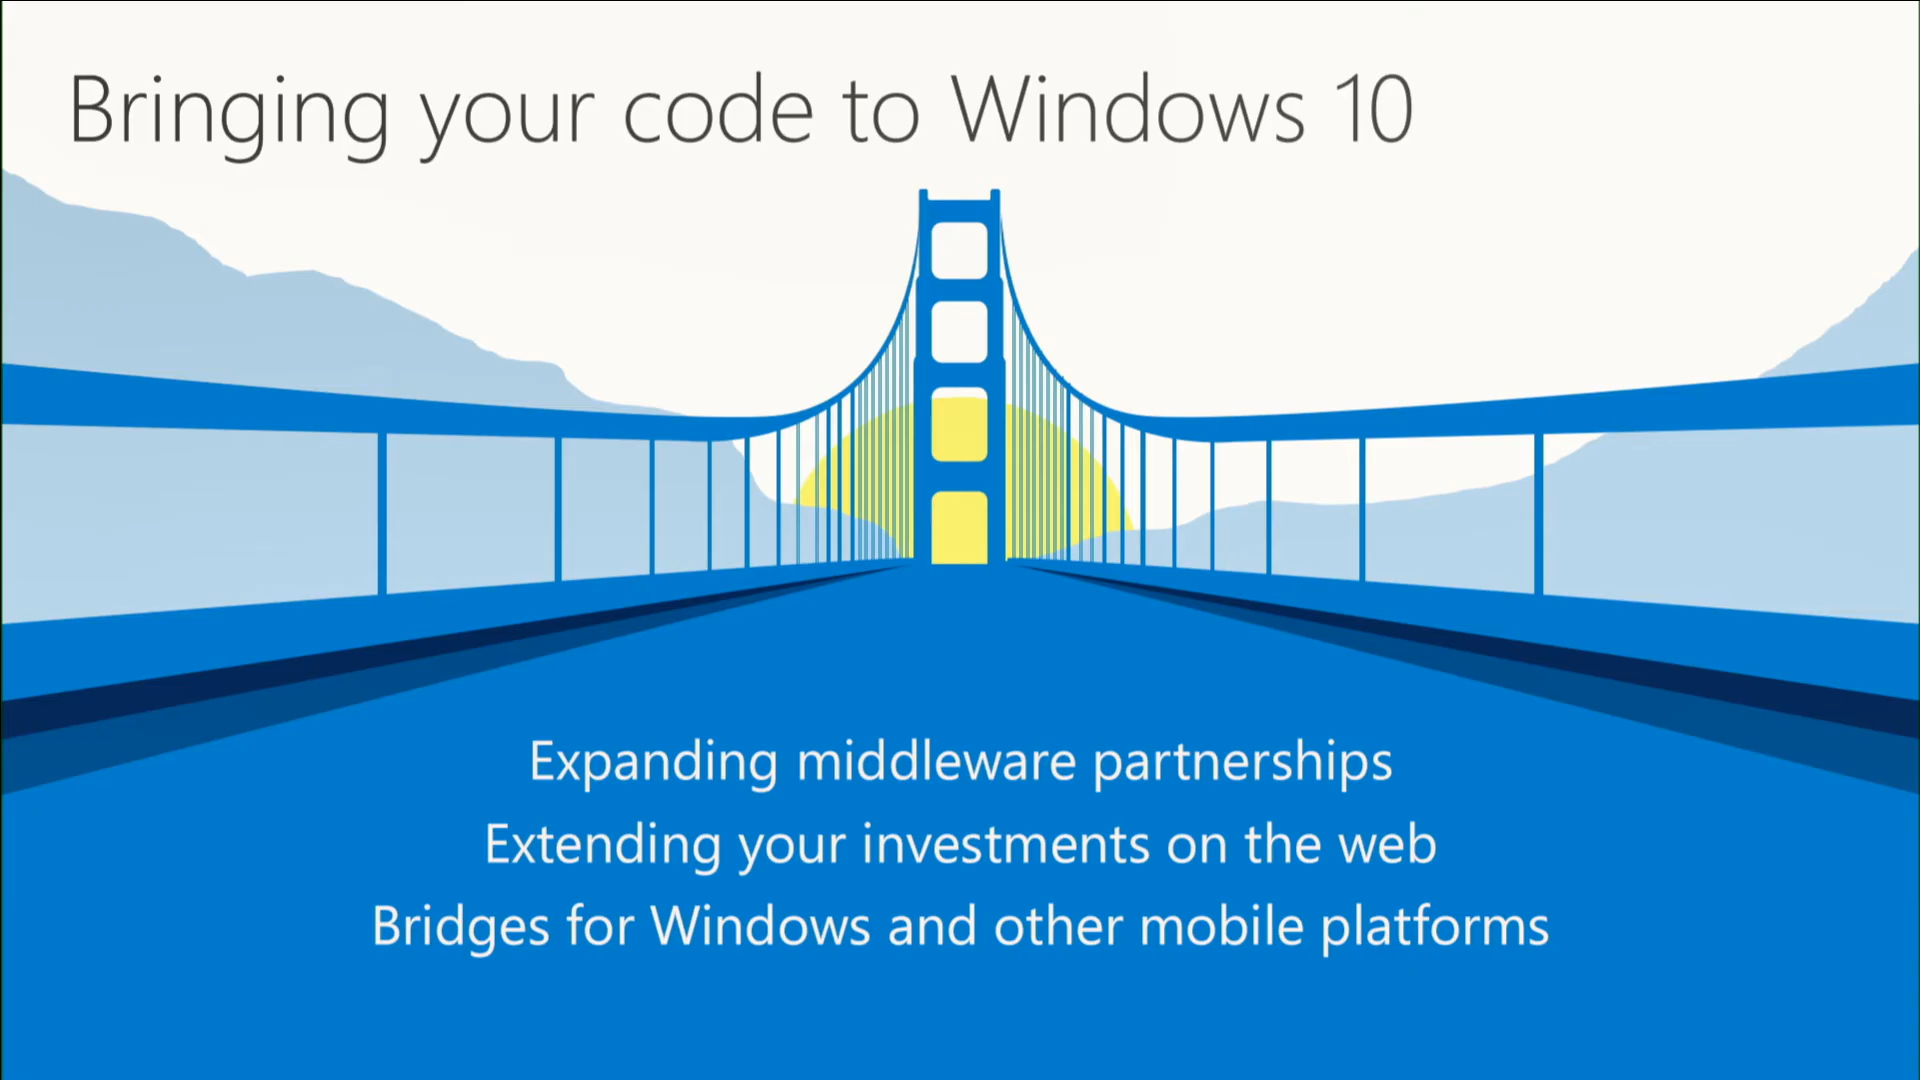 Bringing your code to Windows 10
Expanding middleware partnerships
Extending your investments on the web
Bridges for Windows and other mobile platforms